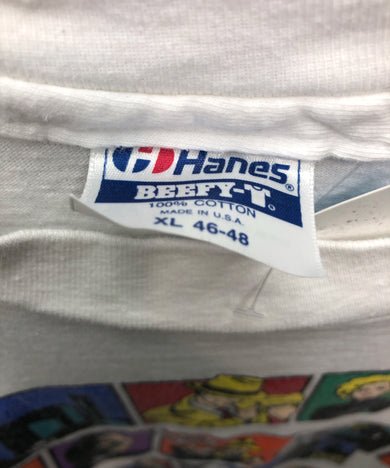 Hanes®
BEEFY-T®
100% COTTON
MADE IN U.S.A.
XL 46-48